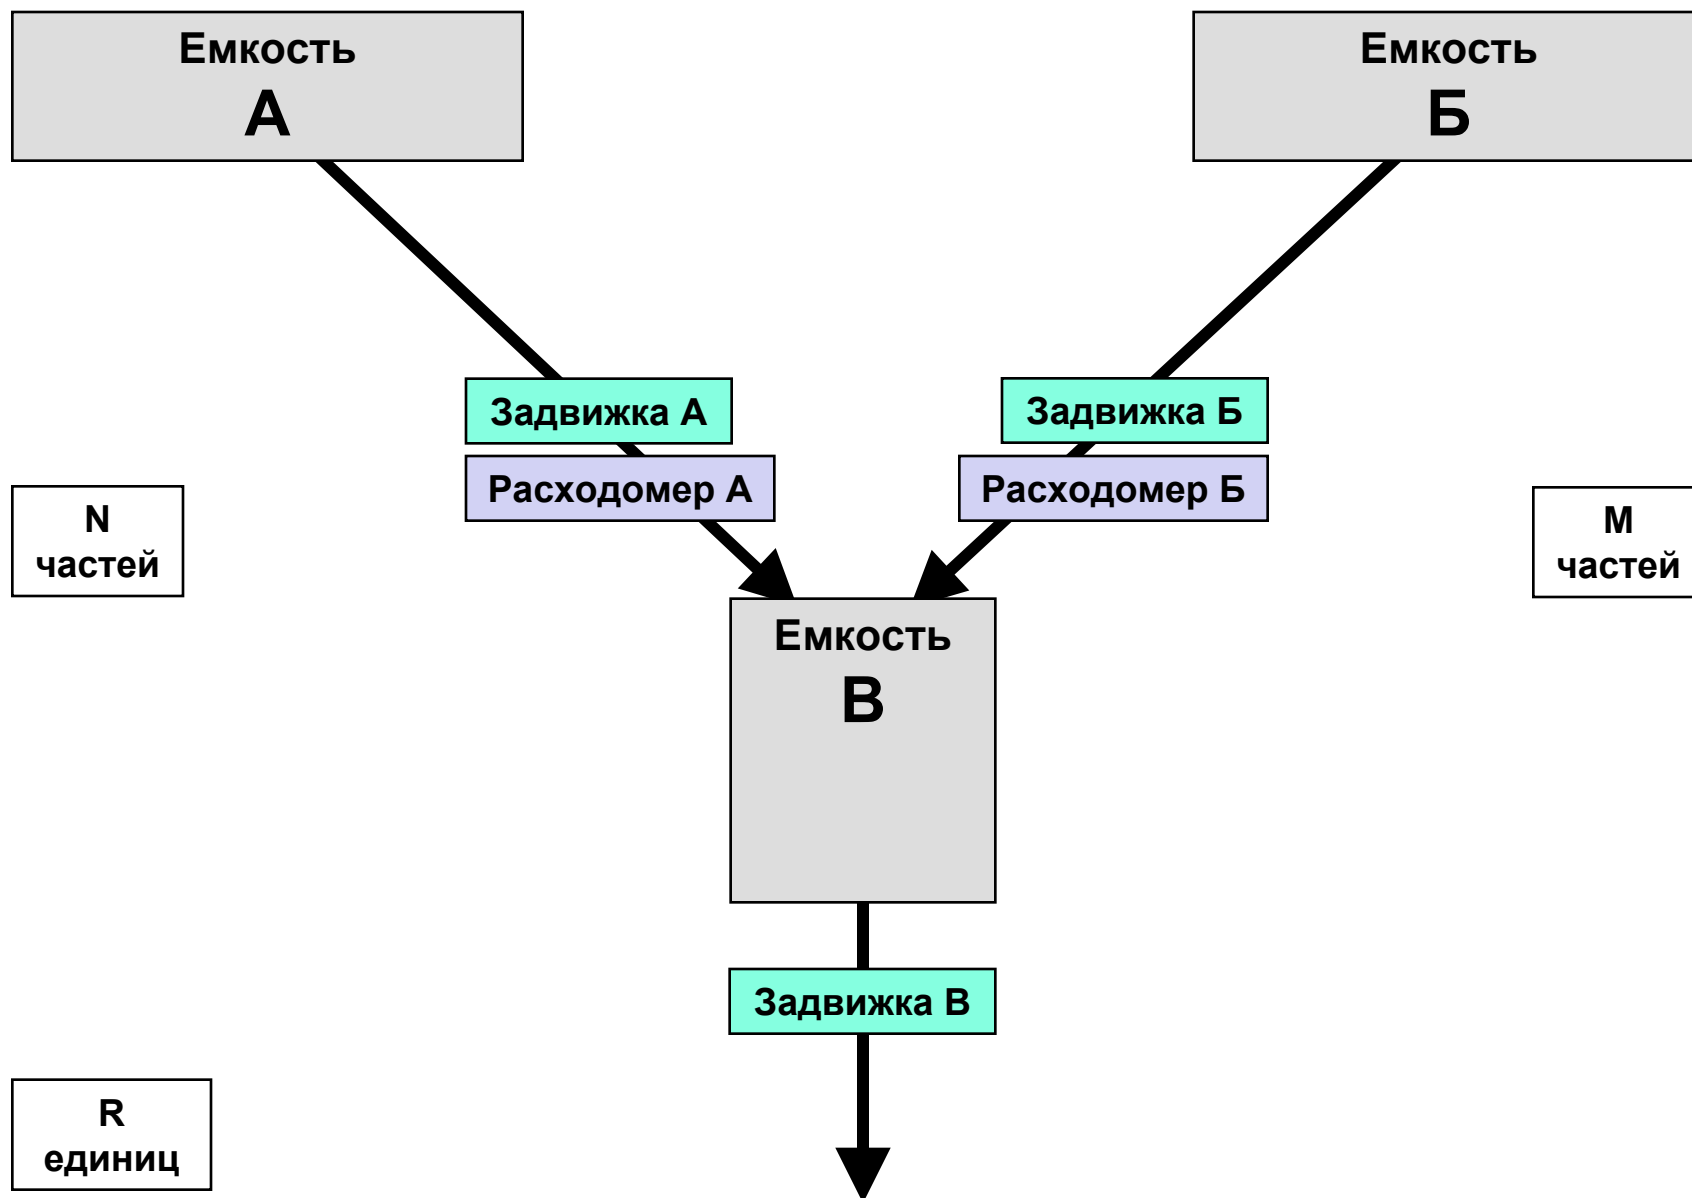 Емкость
А
Емкость
Б
Задвижка А
Задвижка Б
Расходомер А
Расходомер Б
N
частей
M
частей
Емкость
В
Задвижка В
R
единиц